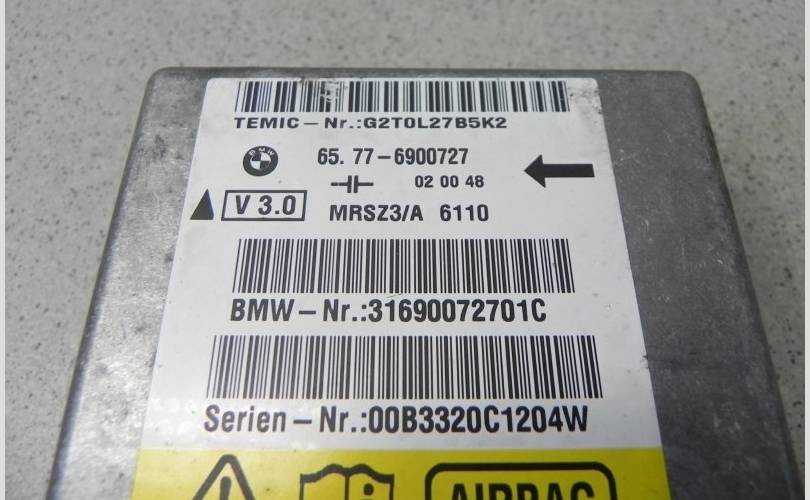 TEMIC-Nr.:G2T0L27B5K2
BMW
65.77-6900727
02 00 48
V 3.0
MRSZ3/A 6110
BMW-Nr.:31690072701C
Serien-Nr.:00B3320C1204W
AIRBAG